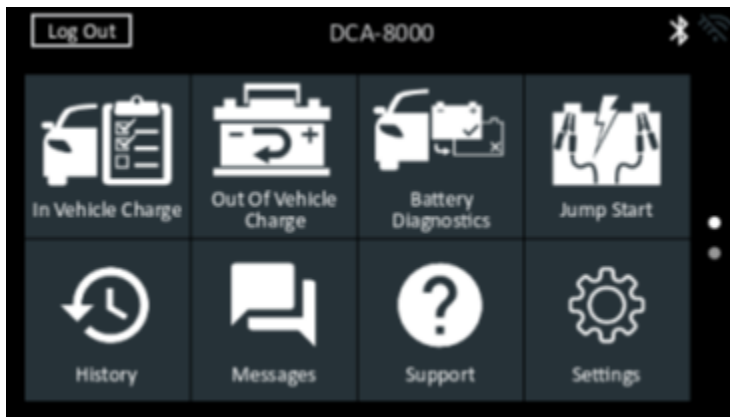 Log Out
DCA-8000
In Vehicle Charge
Out Of Vehicle
Charge
Battery
Diagnostics
Jump Start
History
Messages
Support
Settings